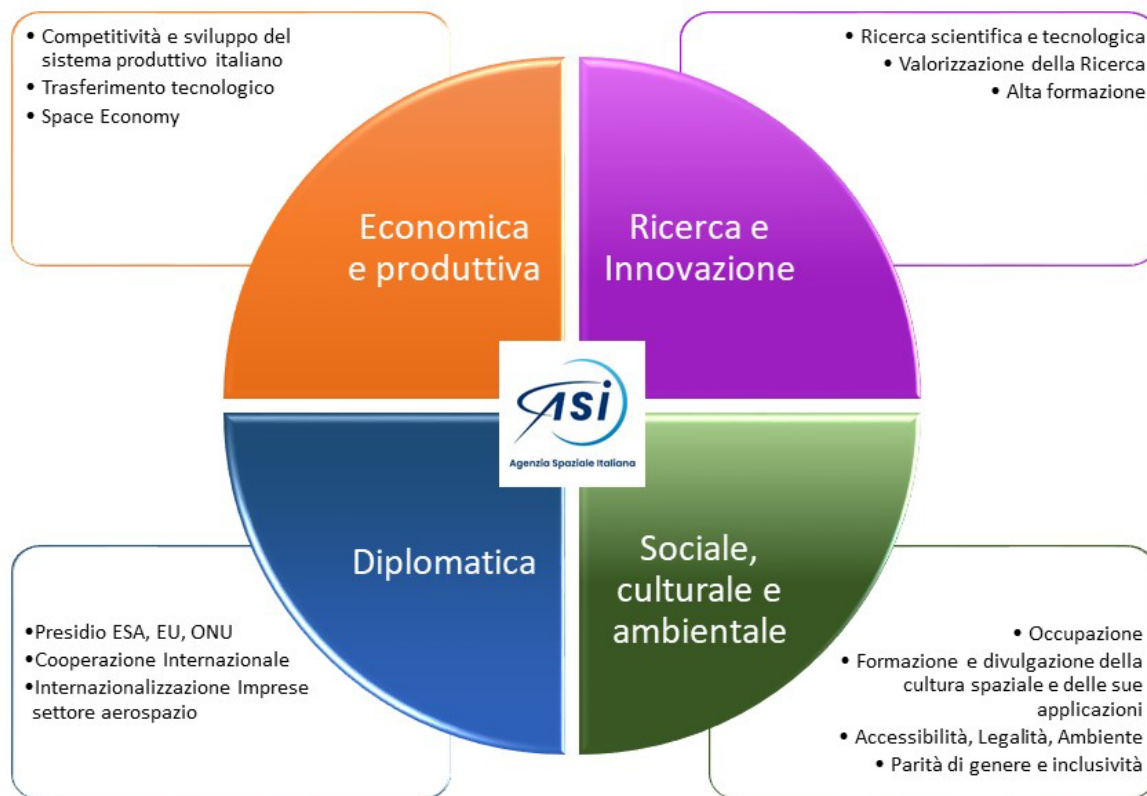 • Competitività e sviluppo del
sistema produttivo italiano
• Trasferimento tecnologico
• Space Economy
• Ricerca scientifica e tecnologica
• Valorizzazione della Ricerca
• Alta formazione
Economica
e produttiva
Ricerca e
Innovazione
ASi
Agenzia Spaziale Italiana
Diplomatica
Sociale,
culturale e
ambientale
•Presidio ESA, EU, ONU
•Cooperazione Internazionale
•Internazionalizzazione Imprese
settore aerospazio
• Occupazione
• Formazione e divulgazione della
cultura spaziale e delle sue
applicazioni
• Accessibilità, Legalità, Ambiente
• Parità di genere e inclusività